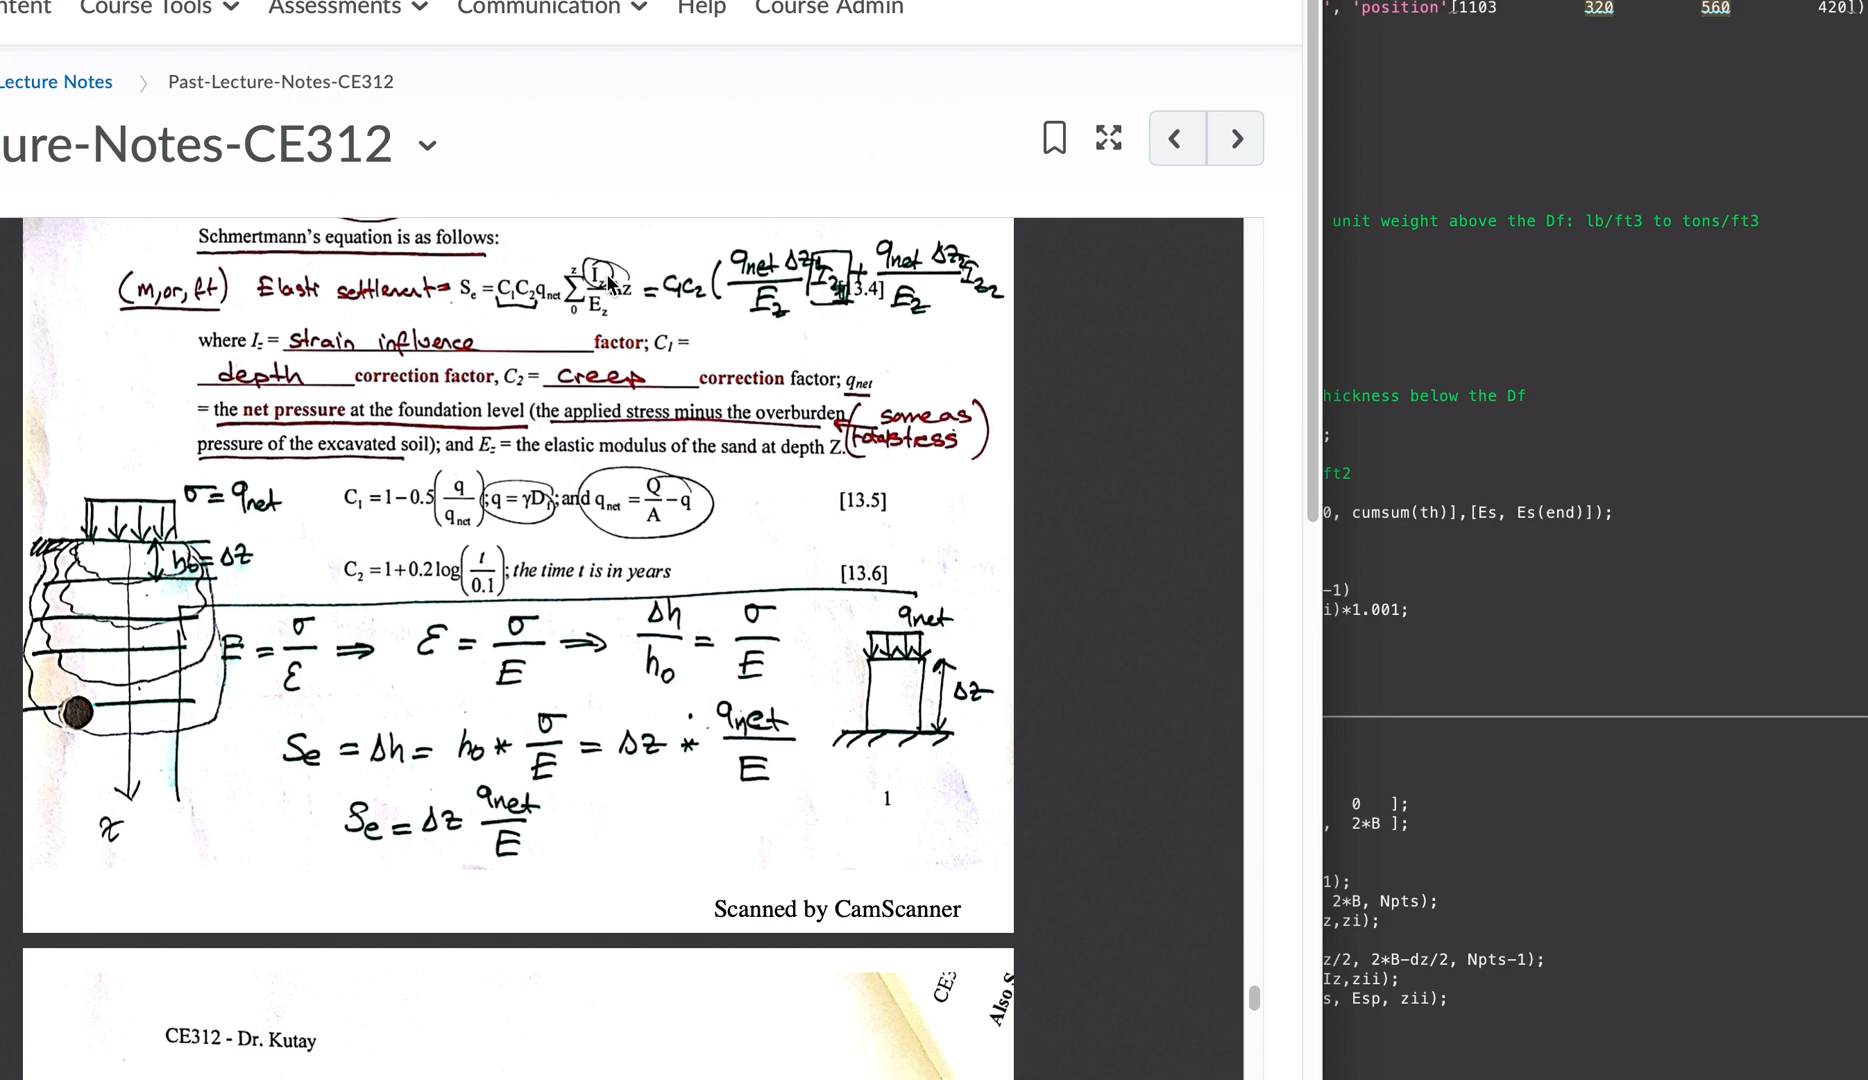 ntent Course Tools Assessments Communication Help Course Admin
Lecture Notes Past-Lecture-Notes-CE312
ure-Notes-CE312
Schmertmann's equation is as follows:
(m, or, ft) Elastic settlement = Se = C₁C₂qnet Σ Iz/Ez Δz = C₁C₂ (qnet Δz₁/Ez Iz₁ + qnet Δz₂/Ez Iz₂ [13.4]
where Iz = strain influence factor; C₁ =
depth correction factor, C₂ = creep correction factor; qnet
= the net pressure at the foundation level (the applied stress minus the overburden (same as
pressure of the excavated soil); and Ez = the elastic modulus of the sand at depth Z. total stress)
σ = qnet
C₁ = 1−0.5(q/qnet); q = γDf; and qnet = Q/A − q [13.5]
h₀ = Δz
C₂ = 1+0.2log(t/0.1); the time t is in years [13.6]
E = σ/ε ⇒ ε = σ/E ⇒ Δh/h₀ = σ/E
qnet
Δz
Se = Δh = h₀ * σ/E = Δz * qnet/E
Se = Δz qnet/E
z
1
Scanned by CamScanner
CE3
Also S
CE312 - Dr. Kutay
', 'position'[1103 320 560 420])
unit weight above the Df: lb/ft3 to tons/ft3
hickness below the Df
;
ft2
0, cumsum(th)],[Es, Es(end)]);
-1)
i)*1.001;
0 ];
, 2*B ];
1);
2*B, Npts);
z,zi);
z/2, 2*B-dz/2, Npts-1);
Iz,zii);
s, Esp, zii);